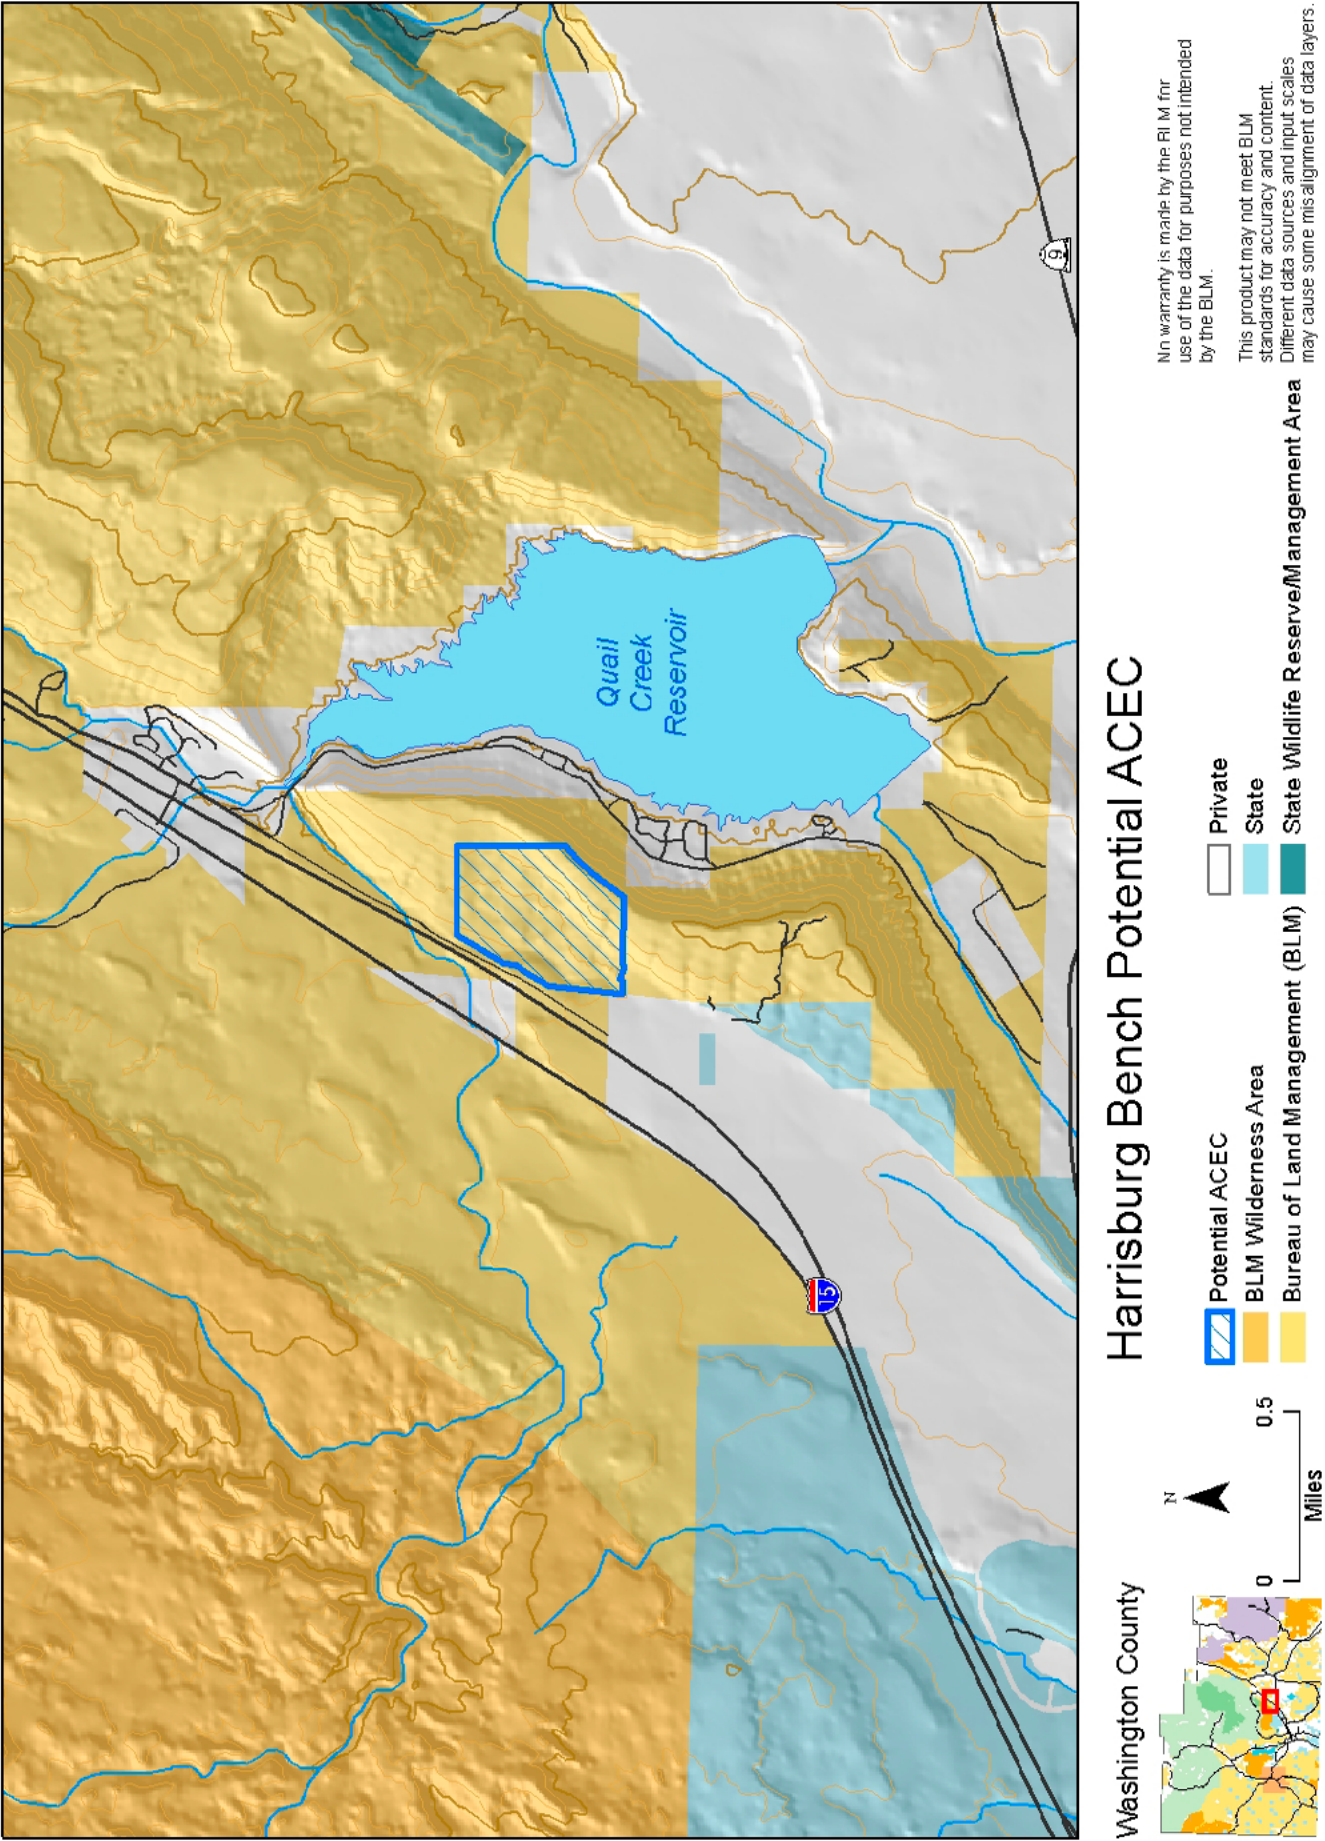 Quail
Creek
Reservoir
15
9
Harrisburg Bench Potential ACEC
Washington County
N
0
0.5
Miles
Potential ACEC
BLM Wilderness Area
Bureau of Land Management (BLM)
Private
State
State Wildlife Reserve/Management Area
No warranty is made by the BLM for
use of the data for purposes not intended
by the BLM.
This product may not meet BLM
standards for accuracy and content.
Different data sources and input scales
may cause some misalignment of data layers.